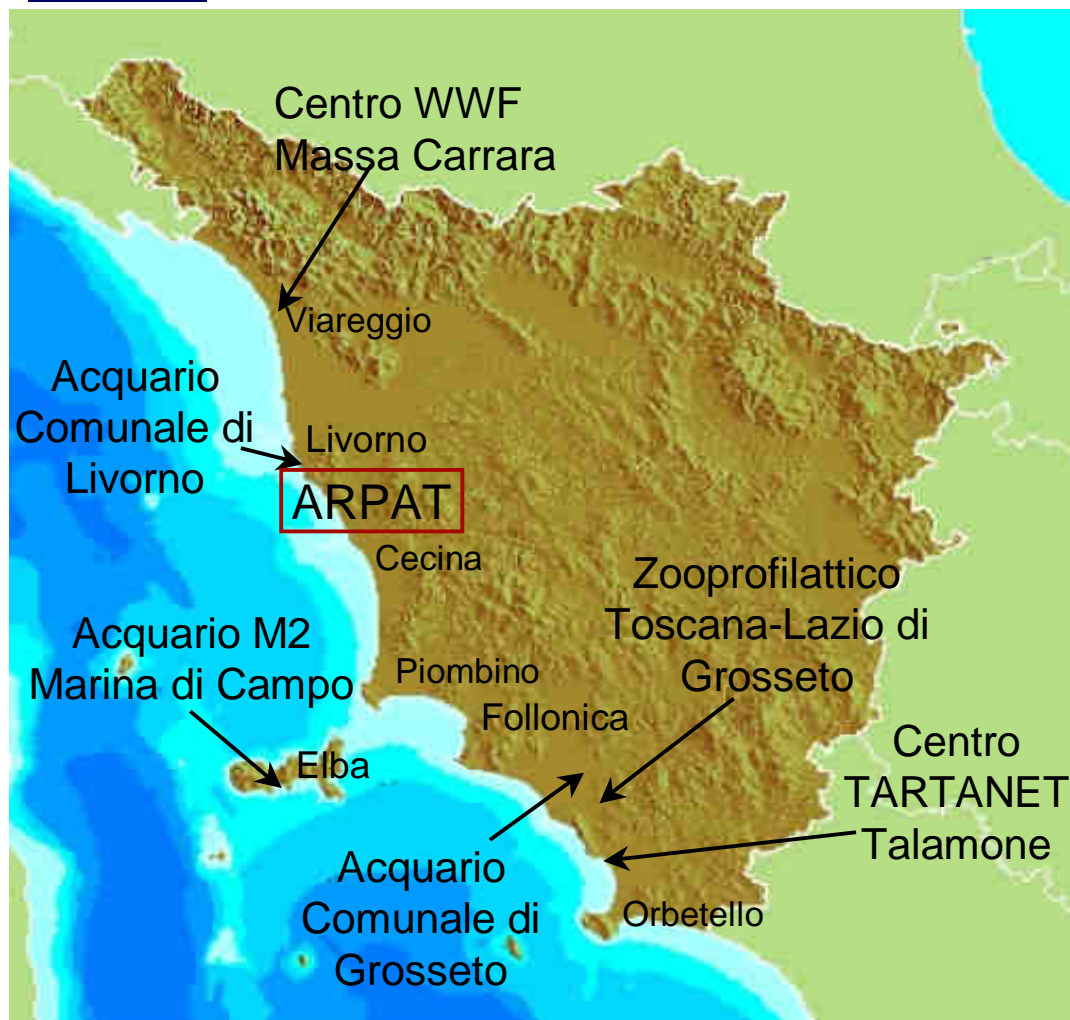 Centro WWF
Massa Carrara
Viareggio
Acquario
Comunale di
Livorno
Livorno
ARPAT
Cecina
Zooprofilattico
Toscana-Lazio di
Grosseto
Acquario M2
Marina di Campo
Piombino
Follonica
Elba
Centro
TARTANET
Talamone
Acquario
Comunale di
Grosseto
Orbetello